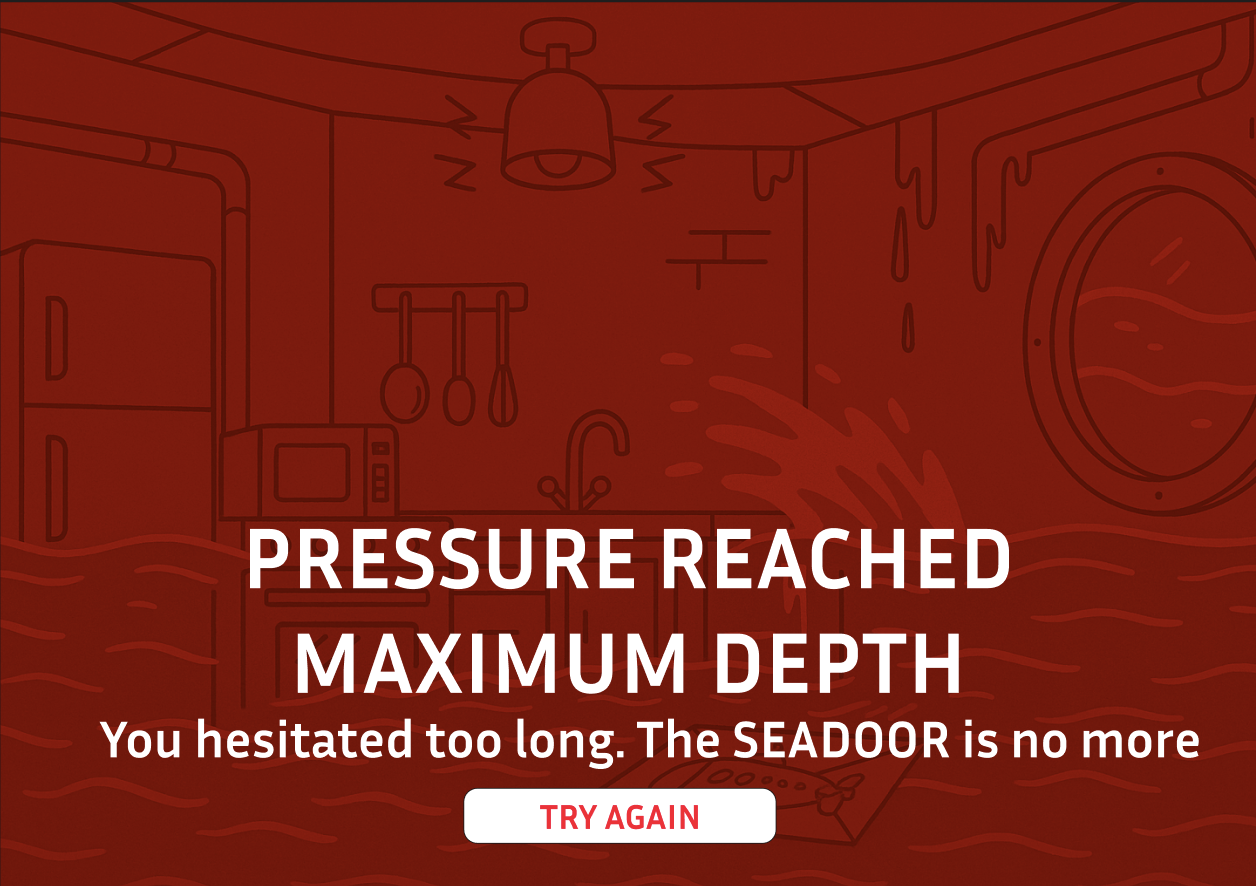 PRESSURE REACHED
MAXIMUM DEPTH
You hesitated too long. The SEADOOR is no more
TRY AGAIN